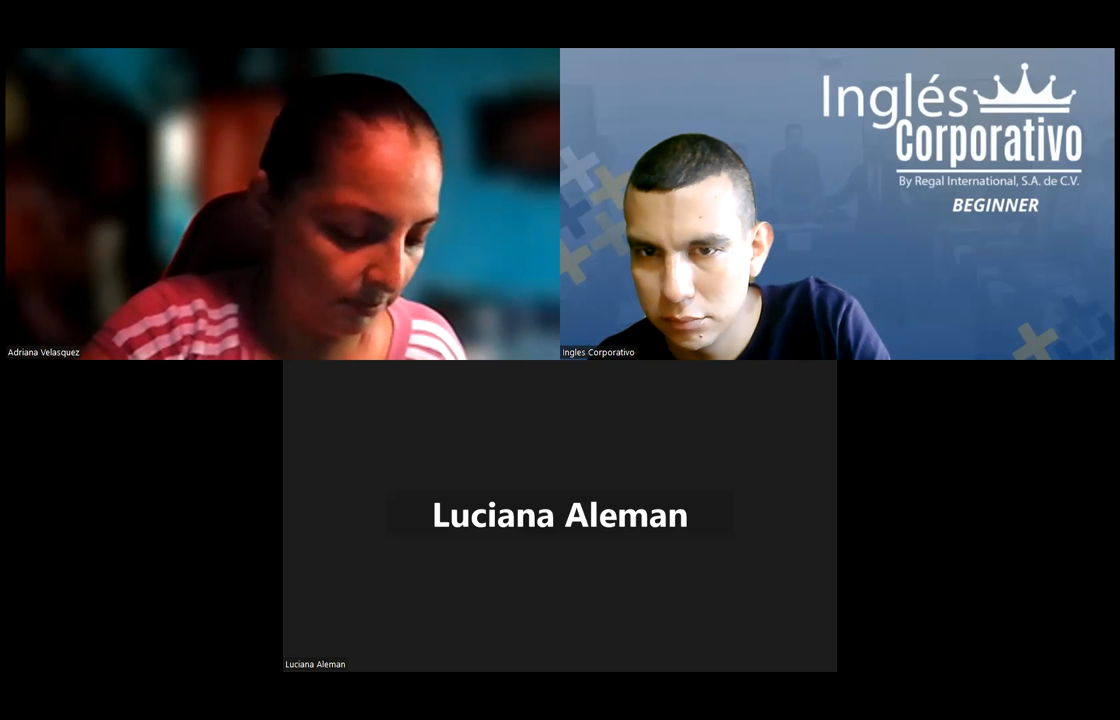 Inglés
Corporativo
By Regal International, S.A. de C.V.
BEGINNER
Adriana Velasquez
Ingles Corporativo
Luciana Aleman
Luciana Aleman